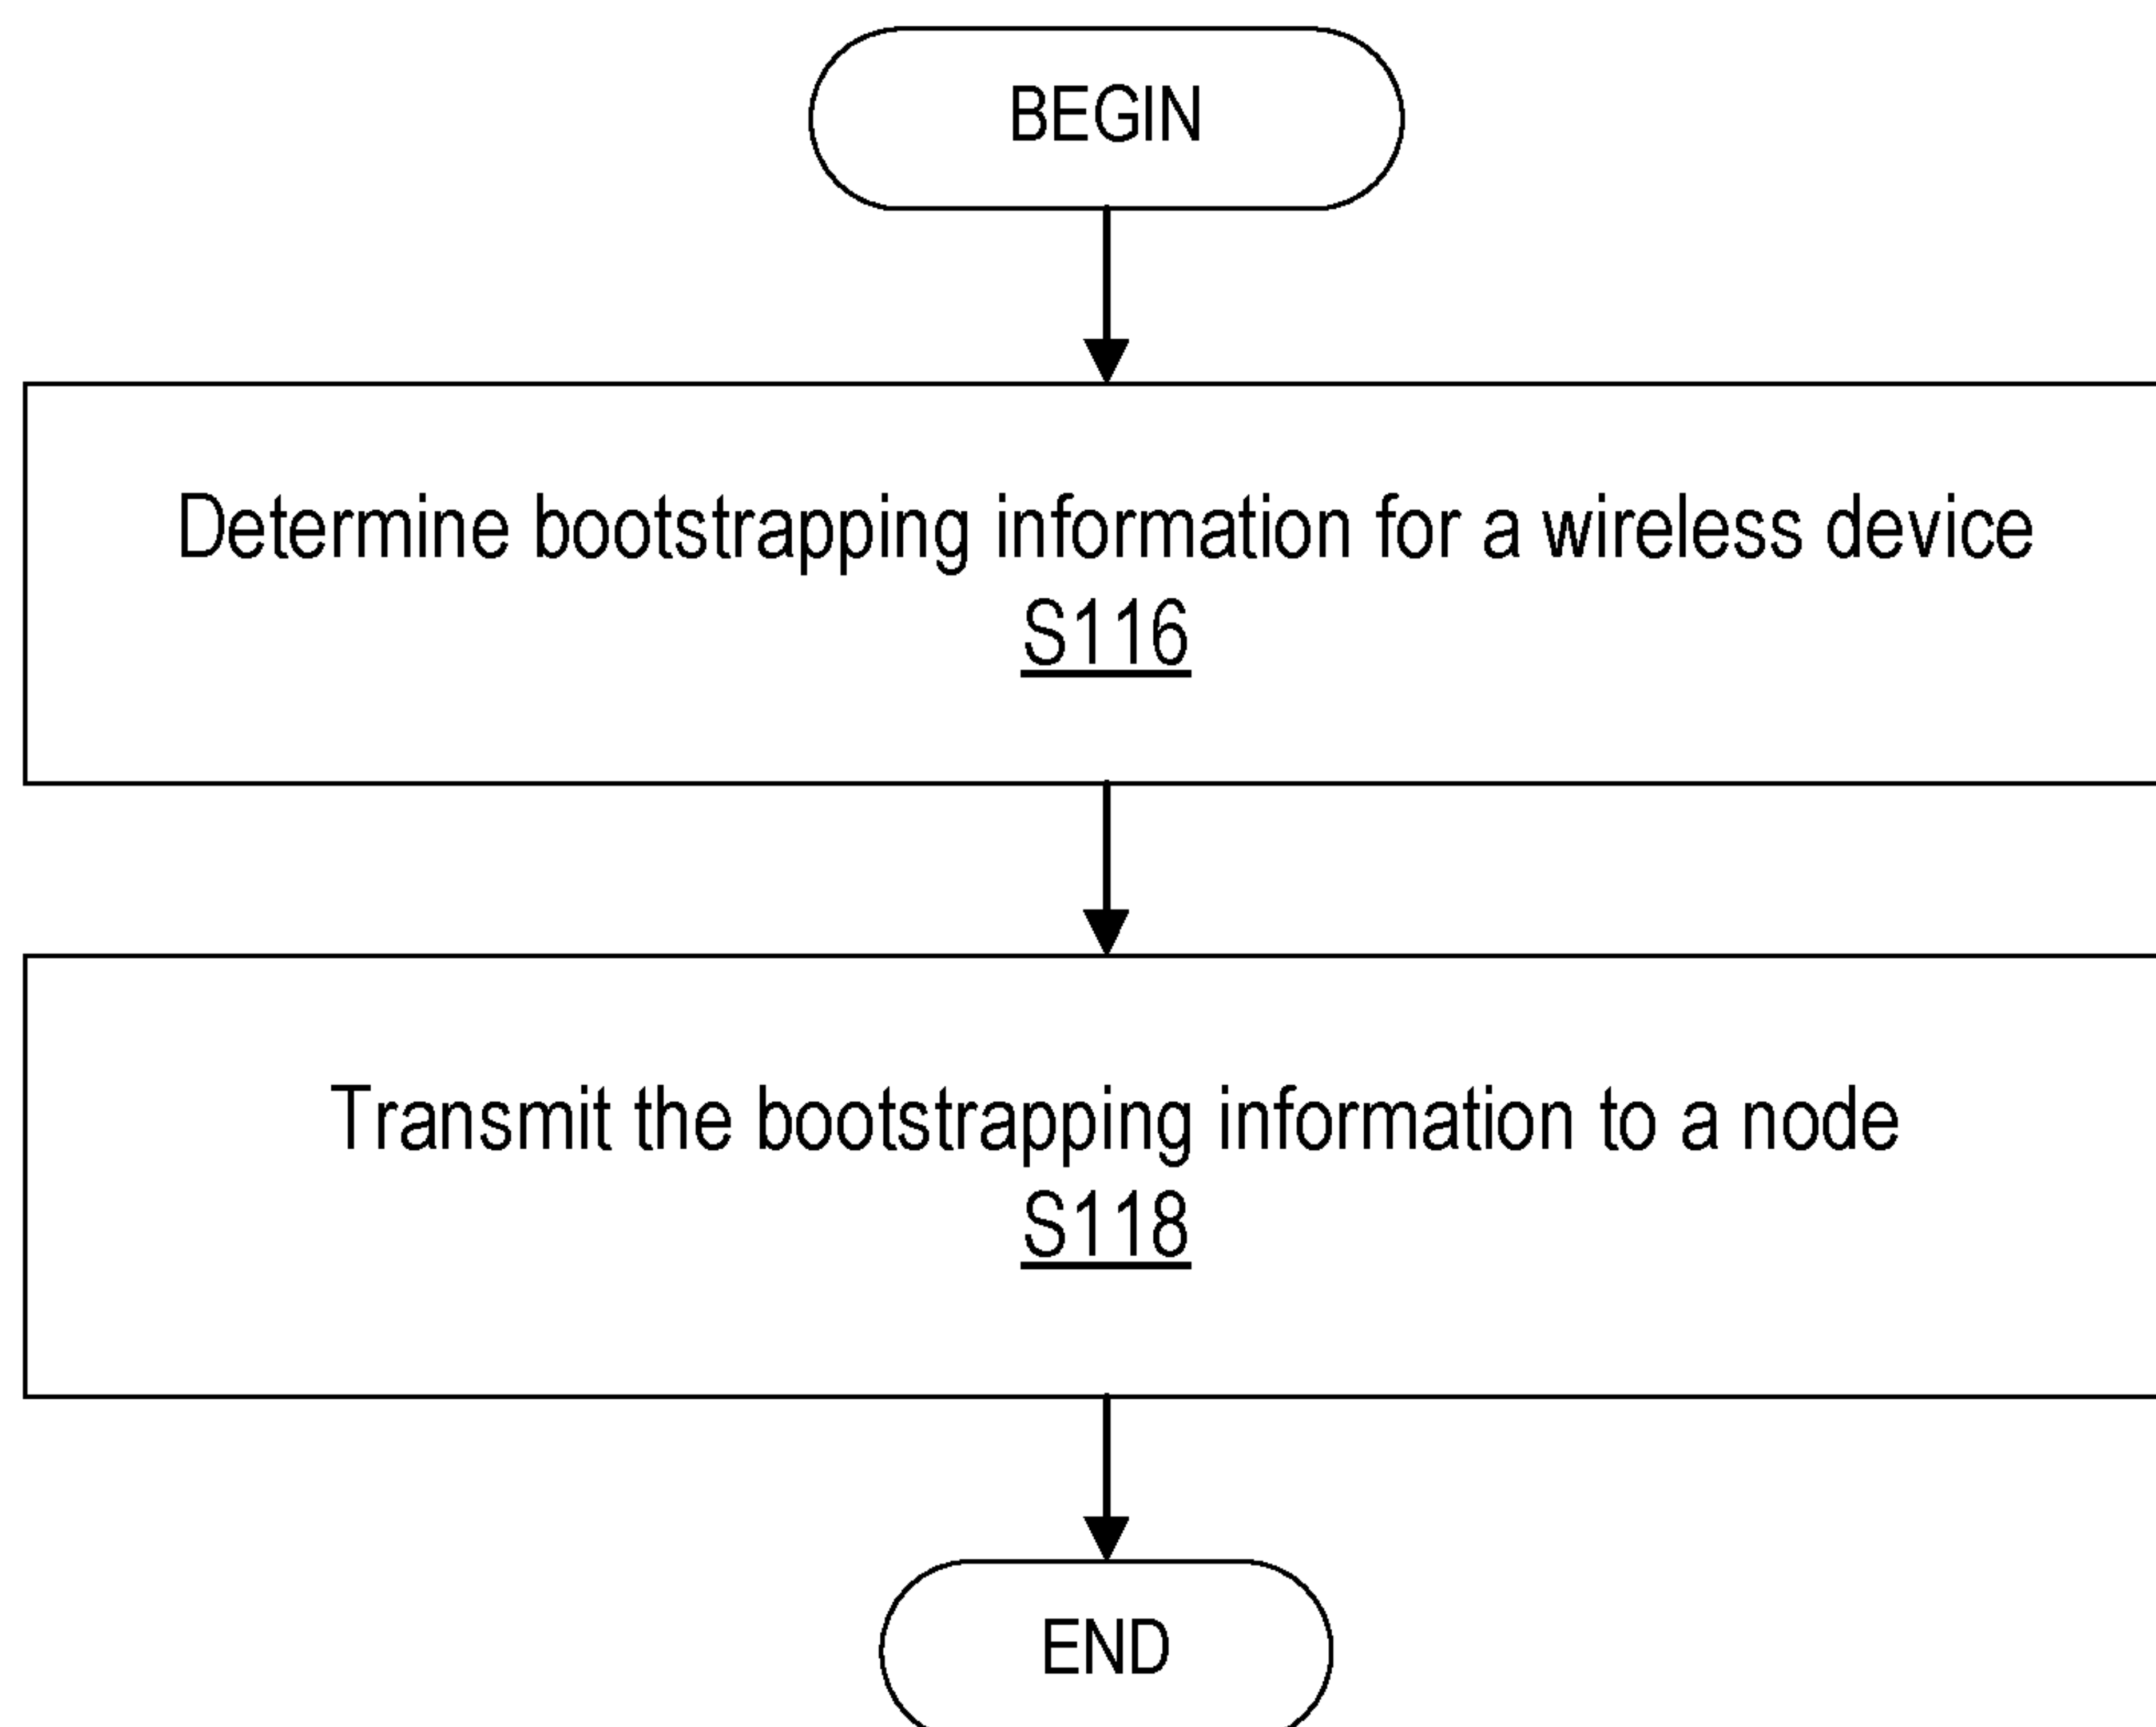 BEGIN
Determine bootstrapping information for a wireless device
S116
Transmit the bootstrapping information to a node
S118
END